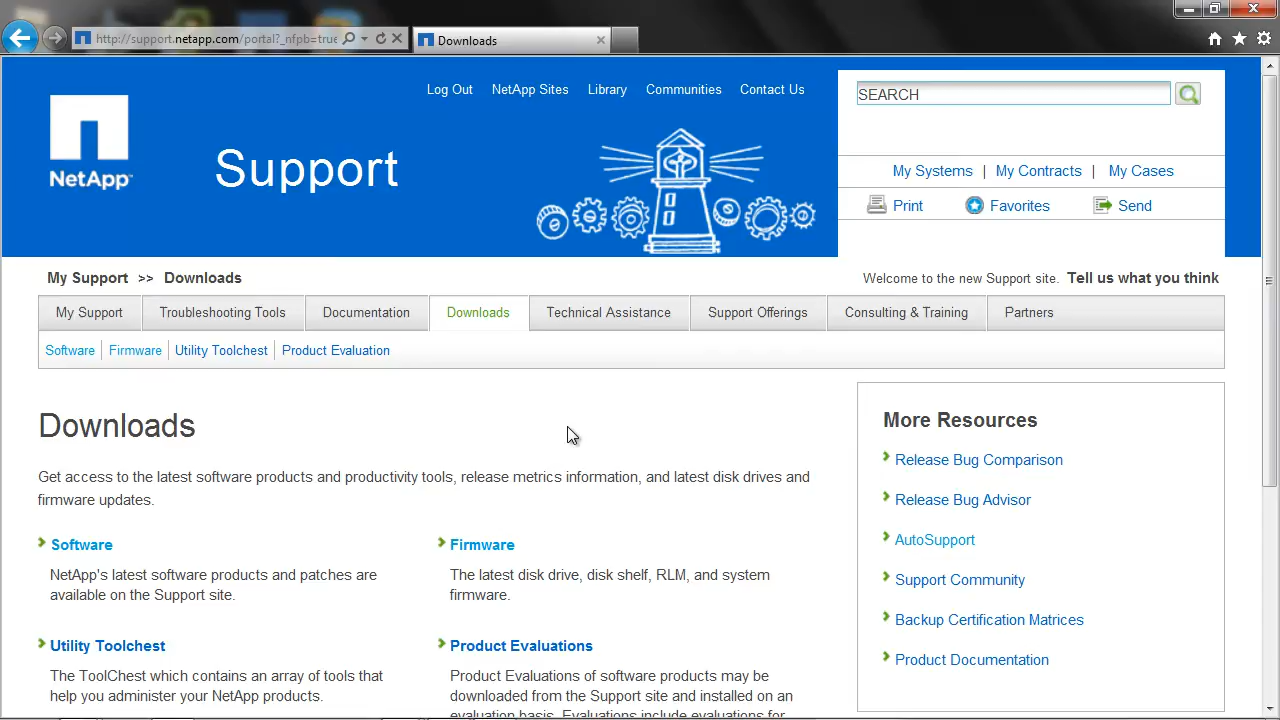 http://support.netapp.com/portal?_nfpb=true
Downloads
Log Out
NetApp Sites
Library
Communities
Contact Us
SEARCH
NetApp
Support
My Systems | My Contracts | My Cases
Print
Favorites
Send
My Support >> Downloads
Welcome to the new Support site. Tell us what you think
My Support
Troubleshooting Tools
Documentation
Downloads
Technical Assistance
Support Offerings
Consulting & Training
Partners
Software
Firmware
Utility Toolchest
Product Evaluation
Downloads
Get access to the latest software products and productivity tools, release metrics information, and latest disk drives and
firmware updates.
Software
NetApp's latest software products and patches are
available on the Support site.
Firmware
The latest disk drive, disk shelf, RLM, and system
firmware.
Utility Toolchest
The ToolChest which contains an array of tools that
help you administer your NetApp products.
Product Evaluations
Product Evaluations of software products may be
downloaded from the Support site and installed on an
evaluation basis. Evaluations include evaluations for
More Resources
Release Bug Comparison
Release Bug Advisor
AutoSupport
Support Community
Backup Certification Matrices
Product Documentation